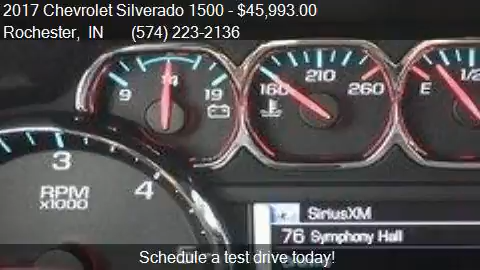 2017 Chevrolet Silverado 1500 - $45,993.00
Rochester, IN (574) 223-2136
9 14 19
160 210 260
E 1/2
3
4
RPM
x1000
SiriusXM
76 Symphony Hall
Schedule a test drive today!